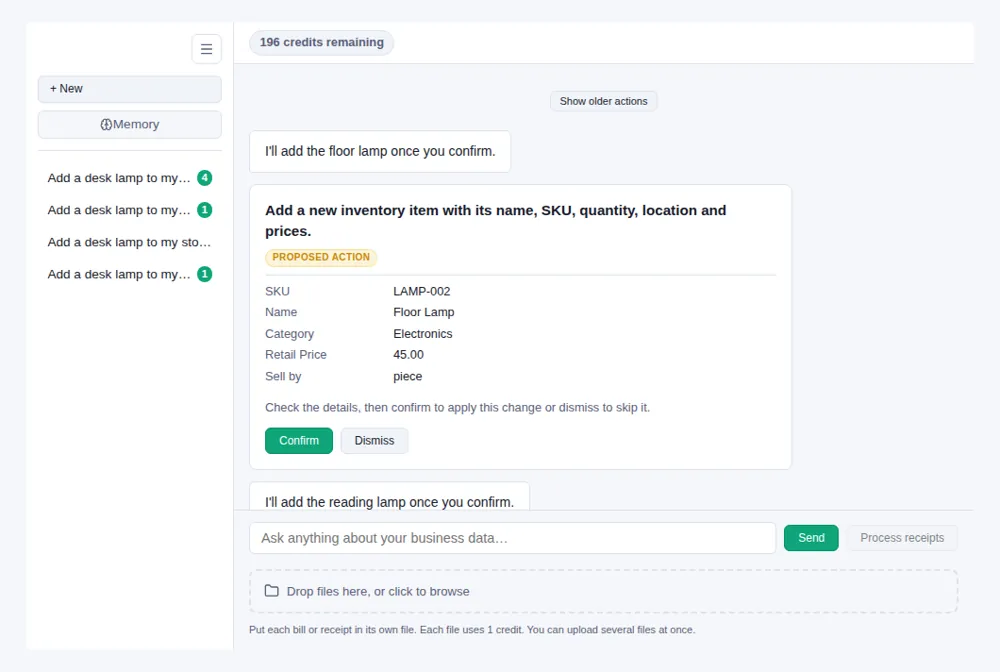 196 credits remaining
+ New
Memory
Add a desk lamp to my… 4
Add a desk lamp to my… 1
Add a desk lamp to my sto…
Add a desk lamp to my… 1
Show older actions
I'll add the floor lamp once you confirm.
Add a new inventory item with its name, SKU, quantity, location and
prices.
PROPOSED ACTION
SKU LAMP-002
Name Floor Lamp
Category Electronics
Retail Price 45.00
Sell by piece
Check the details, then confirm to apply this change or dismiss to skip it.
Confirm Dismiss
I'll add the reading lamp once you confirm.
Ask anything about your business data… Send Process receipts
Drop files here, or click to browse
Put each bill or receipt in its own file. Each file uses 1 credit. You can upload several files at once.